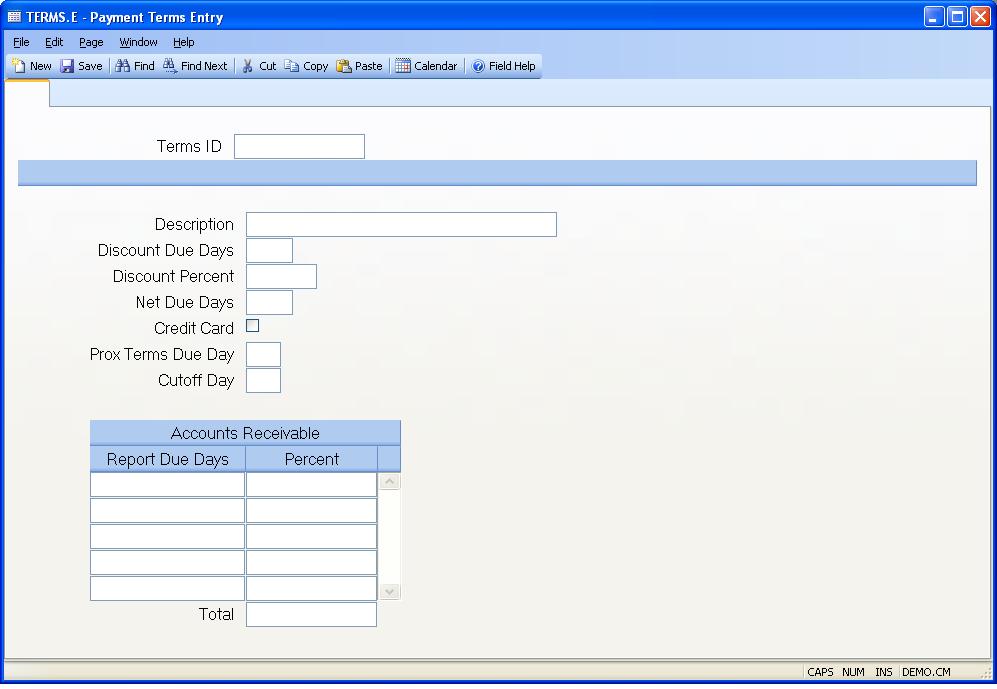 TERMS.E - Payment Terms Entry
File Edit Page Window Help
New Save Find Find Next Cut Copy Paste Calendar Field Help
Terms ID
Description
Discount Due Days
Discount Percent
Net Due Days
Credit Card
Prox Terms Due Day
Cutoff Day
Accounts Receivable
Report Due Days Percent
Total
CAPS NUM INS DEMO.CM